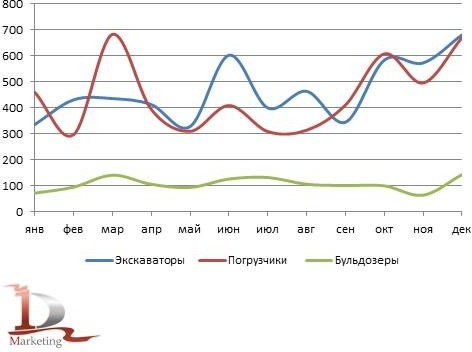 800
700
600
500
400
300
200
100
0
янв фев мар апр май июн июл авг сен окт ноя дек
Экскаваторы Погрузчики Бульдозеры
ID
Marketing